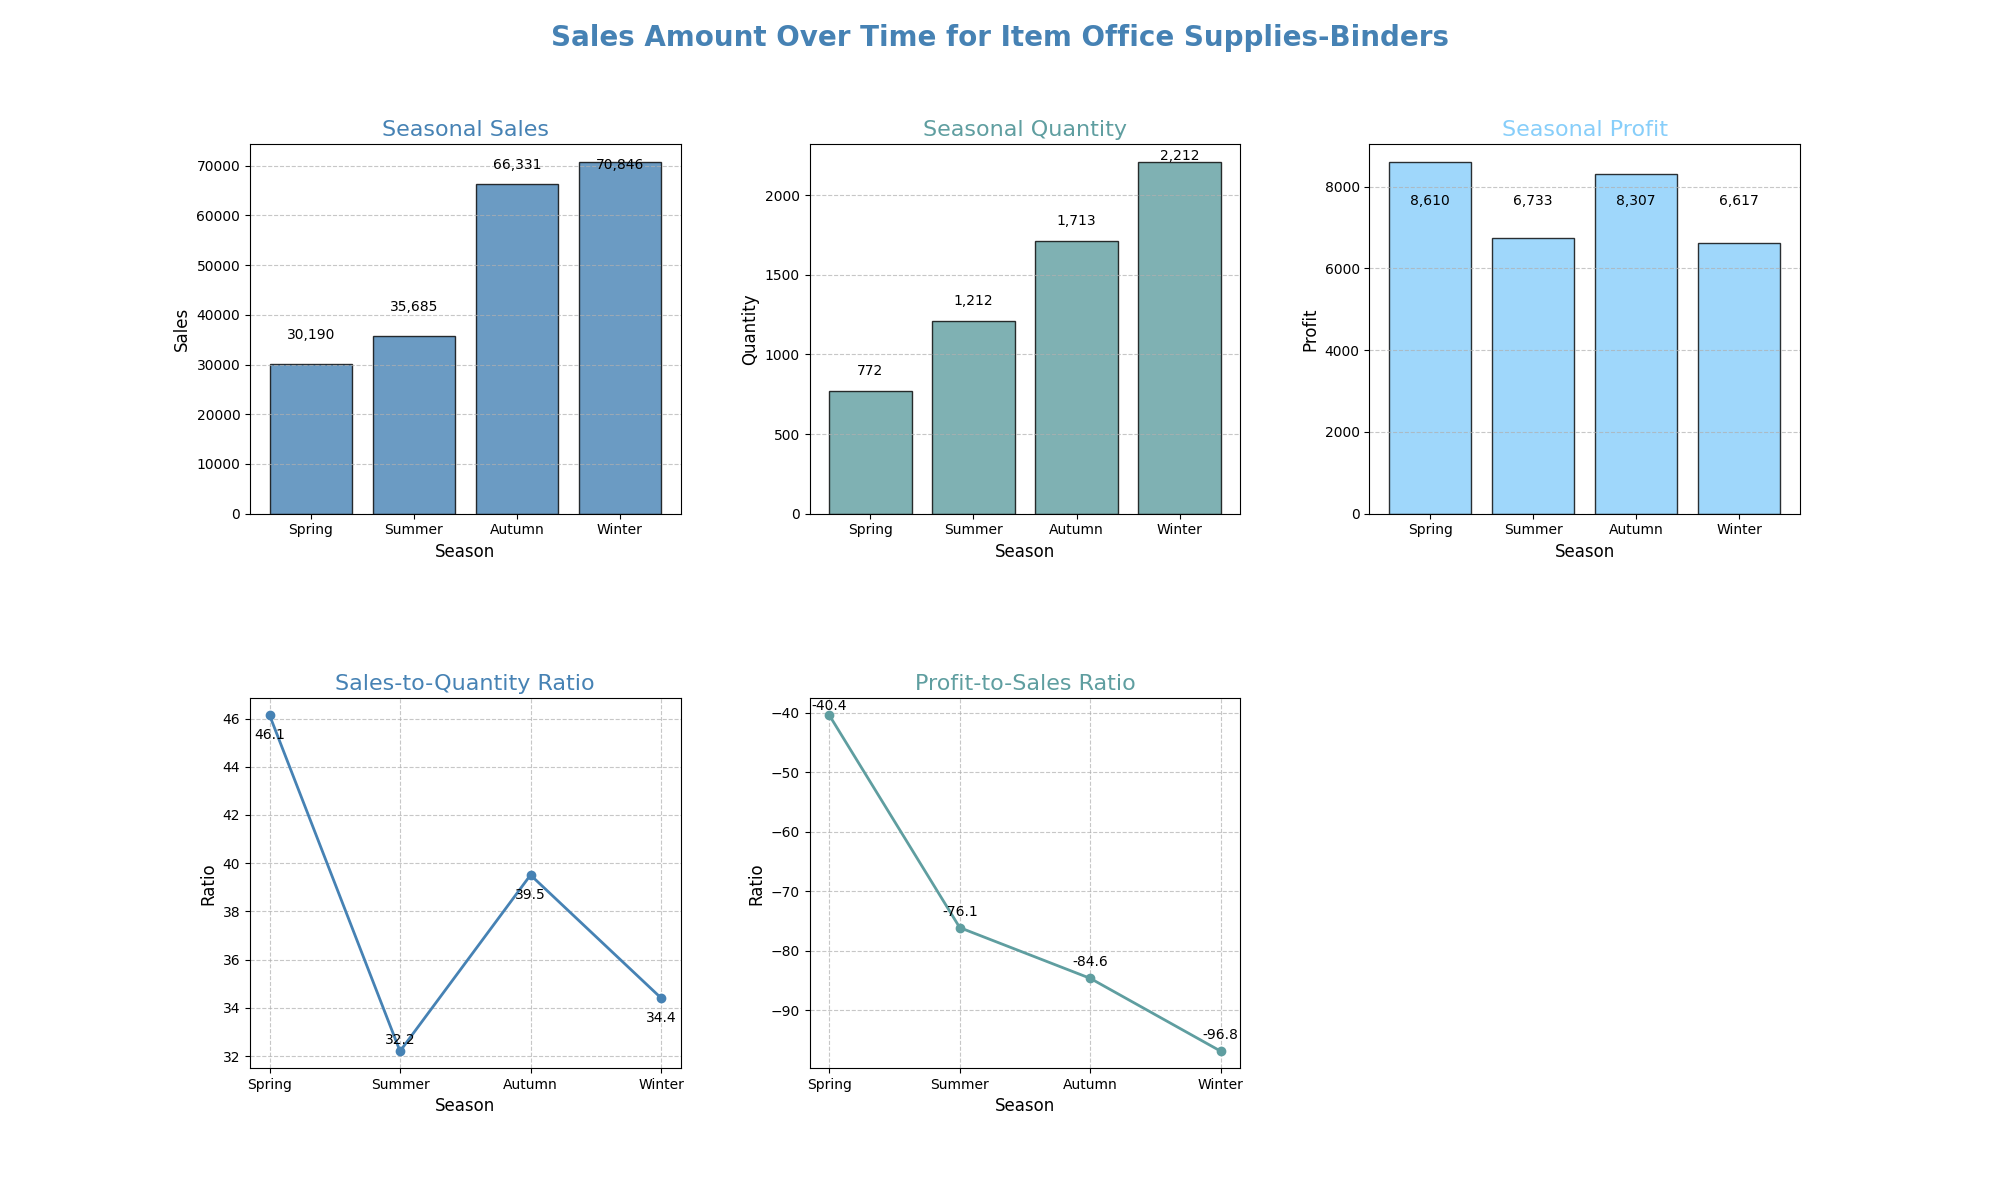 Sales Amount Over Time for Item Office Supplies-Binders
Seasonal Sales
70000
60000
50000
40000
30000
20000
10000
0
Sales
30,190
35,685
66,331
70,846
Spring Summer Autumn Winter
Season
Seasonal Quantity
2000
1500
1000
500
0
Quantity
772
1,212
1,713
2,212
Spring Summer Autumn Winter
Season
Seasonal Profit
8000
6000
4000
2000
0
Profit
8,610
6,733
8,307
6,617
Spring Summer Autumn Winter
Season
Sales-to-Quantity Ratio
46
44
42
40
38
36
34
32
Ratio
46.1
32.2
39.5
34.4
Spring Summer Autumn Winter
Season
Profit-to-Sales Ratio
−40
−50
−60
−70
−80
−90
Ratio
-40.4
-76.1
-84.6
-96.8
Spring Summer Autumn Winter
Season